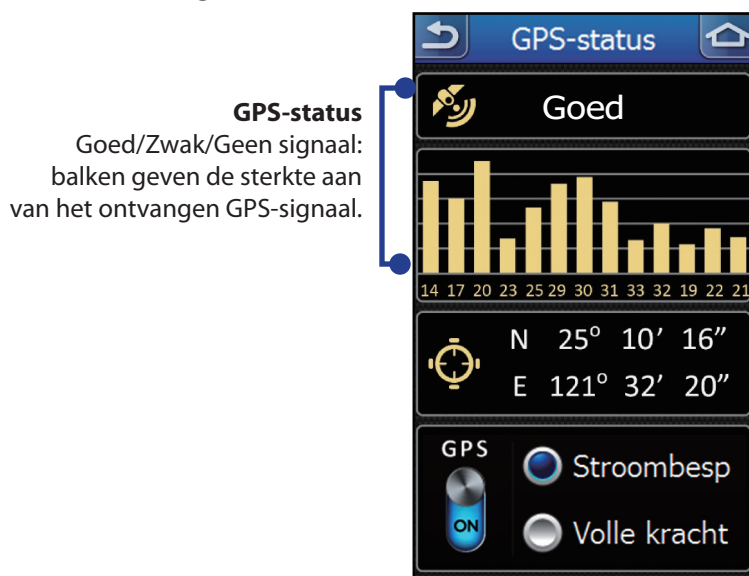 GPS-status
Goed/Zwak/Geen signaal:
balken geven de sterkte aan
van het ontvangen GPS-signaal.
GPS-status
Goed
14 17 20 23 25 29 30 31 33 32 19 22 21
N 25° 10′ 16″
E 121° 32′ 20″
GPS
ON
Stroombesp
Volle kracht